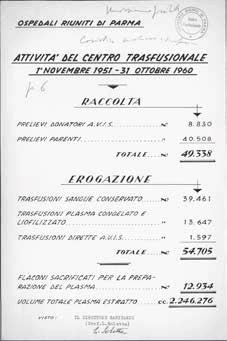 OSPEDALI RIUNITI DI PARMA
ATTIVITA' DEL CENTRO TRASFUSIONALE
1° NOVEMBRE 1951 - 31 OTTOBRE 1960
p. 6
RACCOLTA
PRELIEVI DONATORI A.V.I.S. N° 8.830
PRELIEVI PARENTI N° 40.508
TOTALE N° 49.338
EROGAZIONE
TRASFUSIONI SANGUE CONSERVATO N° 39.461
TRASFUSIONI PLASMA CONGELATO E
LIOFILIZZATO 13.647
TRASFUSIONI DIRETTE A.V.I.S. 1.597
TOTALE N° 54.705
FLACONI SACRIFICATI PER LA PREPA-
RAZIONE DEL PLASMA N° 12.934
VOLUME TOTALE PLASMA ESTRATTO cc. 2.246.276
VISTO: IL DIRETTORE SANITARIO